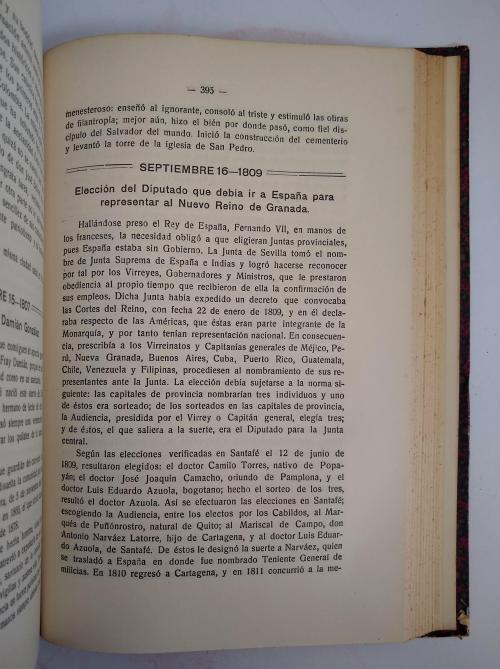 RE 15—1807
Damián González
— 395 —
menesteroso: enseñó al ignorante, consoló al triste y estimuló las obras
de filantropía; mejor aún, hizo el bien por donde pasó, como fiel dis-
cípulo del Salvador del mundo. Inició la construcción del cementerio
y levantó la torre de la iglesia de San Pedro.
SEPTIEMBRE 16—1809
Elección del Diputado que debía ir a España para
representar al Nuevo Reino de Granada.
Hallándose preso el Rey de España, Fernando VII, en manos de
los franceses, la necesidad obligó a que eligieran Juntas provinciales,
pues España estaba sin Gobierno. La Junta de Sevilla tomó el nom-
bre de Junta Suprema de España e Indias y logró hacerse reconocer
por tal por los Virreyes, Gobernadores y Ministros, que le prestaron
obediencia al propio tiempo que recibieron de ella la confirmación de
sus empleos. Dicha Junta había expedido un decreto que convocaba
las Cortes del Reino, con fecha 22 de enero de 1809, y en él decla-
raba respecto de las Américas, que éstas eran parte integrante de la
Monarquía, y por tanto tenían representación nacional. En consecuen-
cia, prescribía a los Virreinatos y Capitanías generales de Méjico, Pe-
rú, Nueva Granada, Buenos Aires, Cuba, Puerto Rico, Guatemala,
Chile, Venezuela y Filipinas, procediesen al nombramiento de sus re-
presentantes ante la Junta. La elección debía sujetarse a la norma si-
guiente: las capitales de provincia nombrarían tres individuos y uno
de éstos era sorteado; de los sorteados en las capitales de provincia,
la Audiencia, presidida por el Virrey o Capitán general, elegía tres;
y de éstos, el que saliera a la suerte, era el Diputado para la Junta
central.
Según las elecciones verificadas en Santafé el 12 de junio de
1809, resultaron elegidos: el doctor Camilo Torres, nativo de Popa-
yán; el doctor José Joaquín Camacho, oriundo de Pamplona, y el
doctor Luis Eduardo Azuola, bogotano; hecho el sorteo de los tres,
resultó el doctor Azuola. Así se efectuaron las elecciones en Santafé;
escogiendo la Audiencia, entre los electos por los Cabildos, al Mar-
qués de Puñónrostro, natural de Quito; al Mariscal de Campo, don
Antonio Narváez Latorre, hijo de Cartagena, y al doctor Luis Eduar-
do Azuola, de Santafé. De éstos le designó la suerte a Narváez, quien
se trasladó a España en donde fue nombrado Teniente General de
milicias. En 1810 regresó a Cartagena, y en 1811 concurrió a la me-